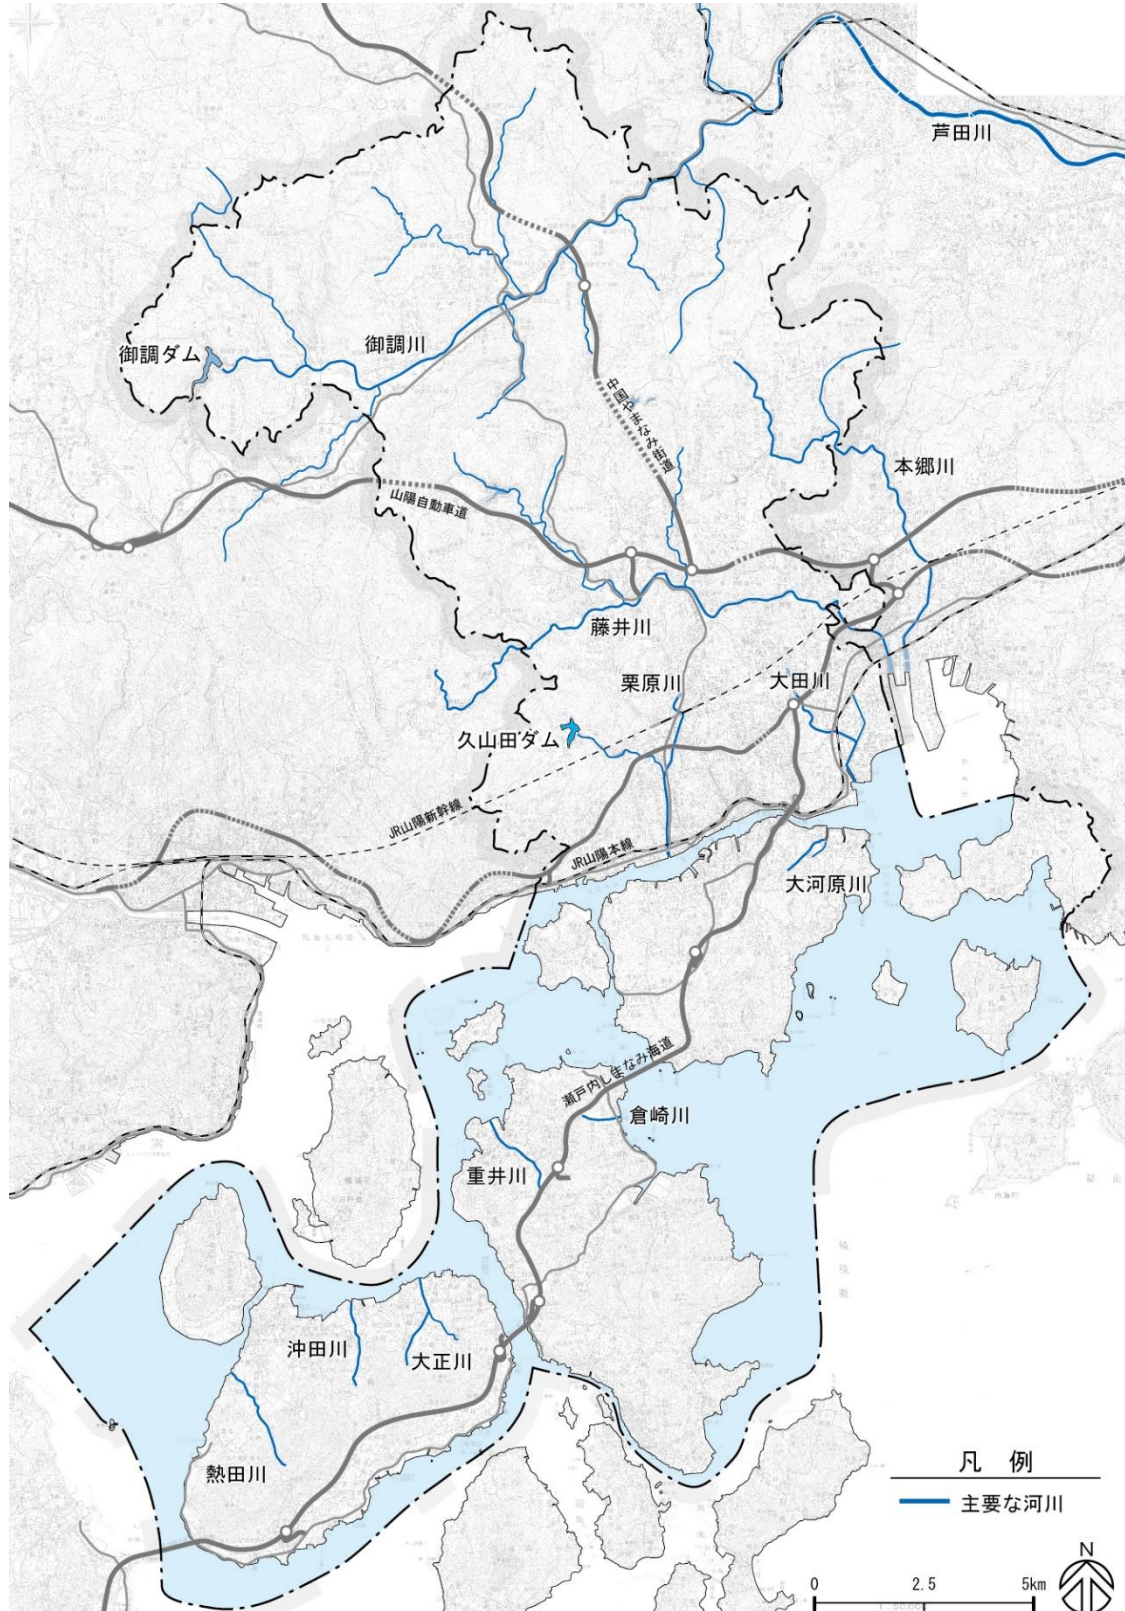 芦田川
御調ダム
御調川
中国やまなみ街道
本郷川
山陽自動車道
藤井川
栗原川
大田川
久山田ダム
JR山陽新幹線
JR山陽本線
大河原川
瀬戸内しまなみ海道
倉崎川
重井川
沖田川
大正川
熱田川
凡 例
主要な河川
N
0 2.5 5km